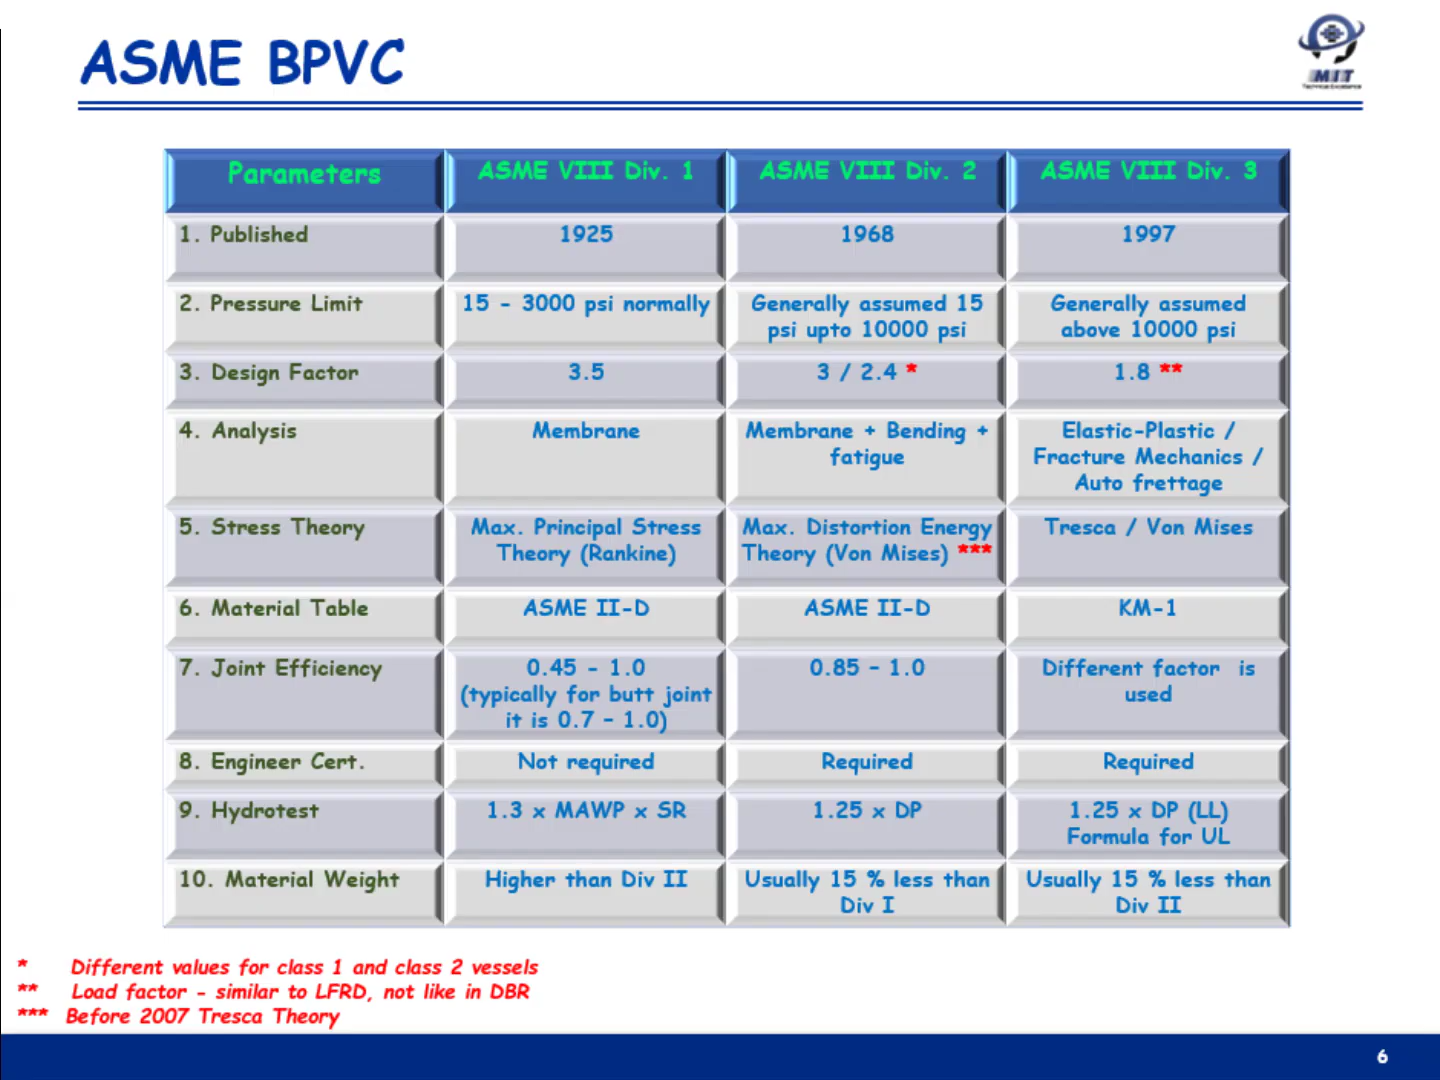 ASME BPVC
MIT
Technical Excellence
Parameters
ASME VIII Div. 1
ASME VIII Div. 2
ASME VIII Div. 3
1. Published
1925
1968
1997
2. Pressure Limit
15 - 3000 psi normally
Generally assumed 15
psi upto 10000 psi
Generally assumed
above 10000 psi
3. Design Factor
3.5
3 / 2.4 *
1.8 **
4. Analysis
Membrane
Membrane + Bending +
fatigue
Elastic-Plastic /
Fracture Mechanics /
Auto frettage
5. Stress Theory
Max. Principal Stress
Theory (Rankine)
Max. Distortion Energy
Theory (Von Mises) ***
Tresca / Von Mises
6. Material Table
ASME II-D
ASME II-D
KM-1
7. Joint Efficiency
0.45 - 1.0
(typically for butt joint
it is 0.7 – 1.0)
0.85 – 1.0
Different factor is
used
8. Engineer Cert.
Not required
Required
Required
9. Hydrotest
1.3 x MAWP x SR
1.25 x DP
1.25 x DP (LL)
Formula for UL
10. Material Weight
Higher than Div II
Usually 15 % less than
Div I
Usually 15 % less than
Div II
* Different values for class 1 and class 2 vessels
** Load factor - similar to LFRD, not like in DBR
*** Before 2007 Tresca Theory
6